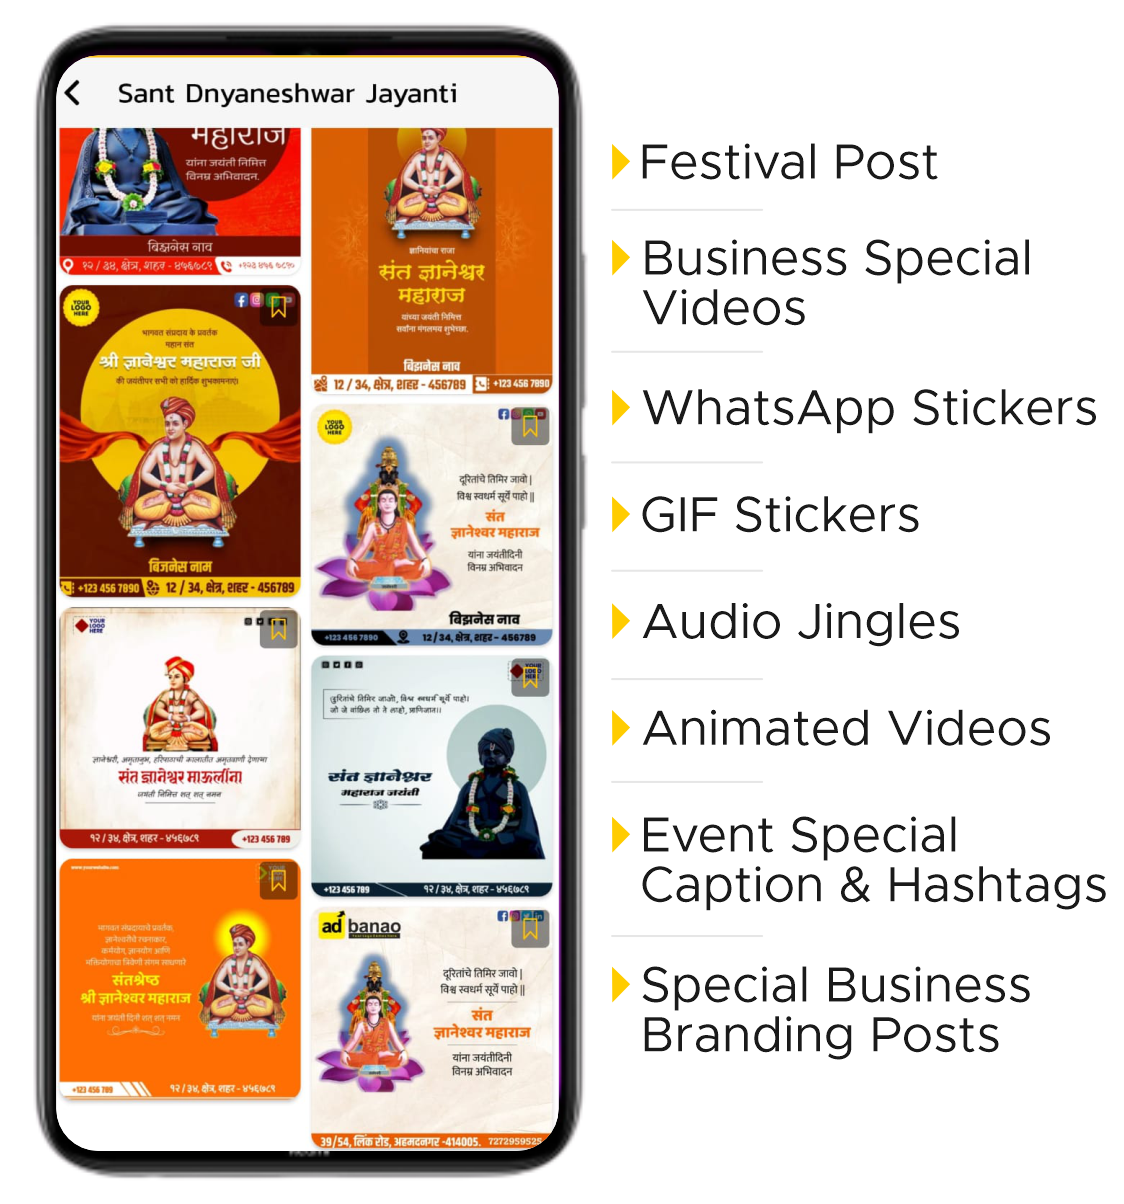 Sant Dnyaneshwar Jayanti
महाराज
यांना जयंती निमित्त
विनम्र अभिवादन.
बिझनेस नाव
१२ / ३४, क्षेत्र, शहर - ४५६७८९
+१२३ ४५६ ७८९०
YOUR
LOGO
HERE
भागवत संप्रदाय के प्रवर्तक
महान संत
श्री ज्ञानेश्वर महाराज जी
की जयंतीपर सभी को हार्दिक शुभकामनाएं।
बिजनेस नाम
+123 456 7890
12 / 34, क्षेत्र, शहर - 456789
YOUR
LOGO
HERE
ज्ञानेश्वरी, अमृतानुभव, हरिपाठाची कालातीत अमृतवाणी देणाऱ्या
संत ज्ञानेश्वर माऊलींना
जयंती निमित्त शत् शत् नमन
१२ / ३४, क्षेत्र, शहर - ४५६७८९
+123 456 789
www.yourwebsite.com
भागवत संप्रदायाचे प्रवर्तक,
ज्ञानेश्वरीचे रचनाकार,
कर्मयोग, ज्ञानयोग आणि
भक्तियोगाचा त्रिवेणी संगम साधणारे
संतश्रेष्ठ
श्री ज्ञानेश्वर महाराज
यांना जयंती दिनी शत् शत् नमन
+123 456 789
१२ / ३४, क्षेत्र, शहर - ४५६७८९
ज्ञानियांचा राजा
संत ज्ञानेश्वर
महाराज
यांच्या जयंती निमित्त
सर्वांना मंगलमय शुभेच्छा.
बिझनेस नाव
12 / 34, क्षेत्र, शहर - 456789
+123 456 7890
YOUR
LOGO
HERE
दूरितांचे तिमिर जावो |
विश्व स्वधर्म सूर्ये पाहो ||
संत
ज्ञानेश्वर महाराज
यांना जयंतीदिनी
विनम्र अभिवादन
बिझनेस नाव
+123 456 7890
12/34, क्षेत्र, शहर - 456789
दुरितांचे तिमिर जाओ, विश्व स्वधर्म सूर्ये पाहो।
जो जे वांछिल तो ते लाहो, प्राणिजात।।
संत ज्ञानेश्वर
महाराज जयंती
+123 456 789
१२ / ३४, क्षेत्र, शहर - ४५६७८९
ad banao
दूरितांचे तिमिर जावो |
विश्व स्वधर्म सूर्ये पाहो ||
संत
ज्ञानेश्वर महाराज
यांना जयंतीदिनी
विनम्र अभिवादन
39/54, लिंक रोड, अहमदनगर -414005.
7272959525
Festival Post
Business Special
Videos
WhatsApp Stickers
GIF Stickers
Audio Jingles
Animated Videos
Event Special
Caption & Hashtags
Special Business
Branding Posts